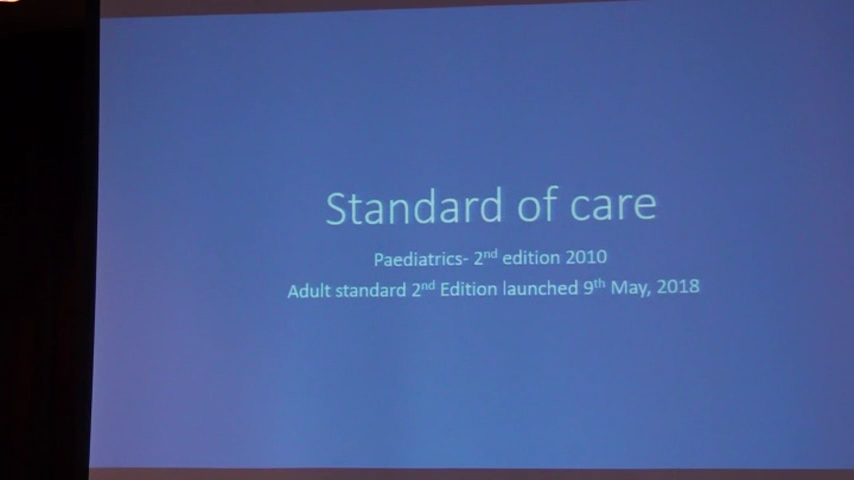 Standard of care
Paediatrics- 2nd edition 2010
Adult standard 2nd Edition launched 9th May, 2018